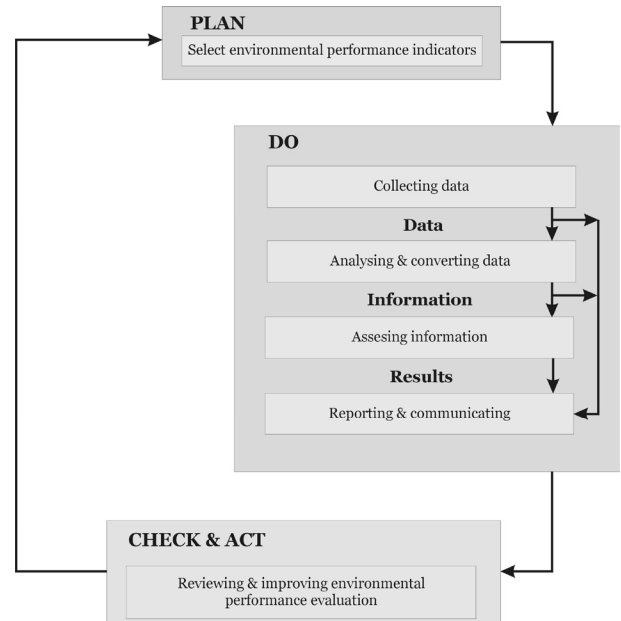 PLAN
Select environmental performance indicators
DO
Collecting data
Data
Analysing & converting data
Information
Assesing information
Results
Reporting & communicating
CHECK & ACT
Reviewing & improving environmental
performance evaluation